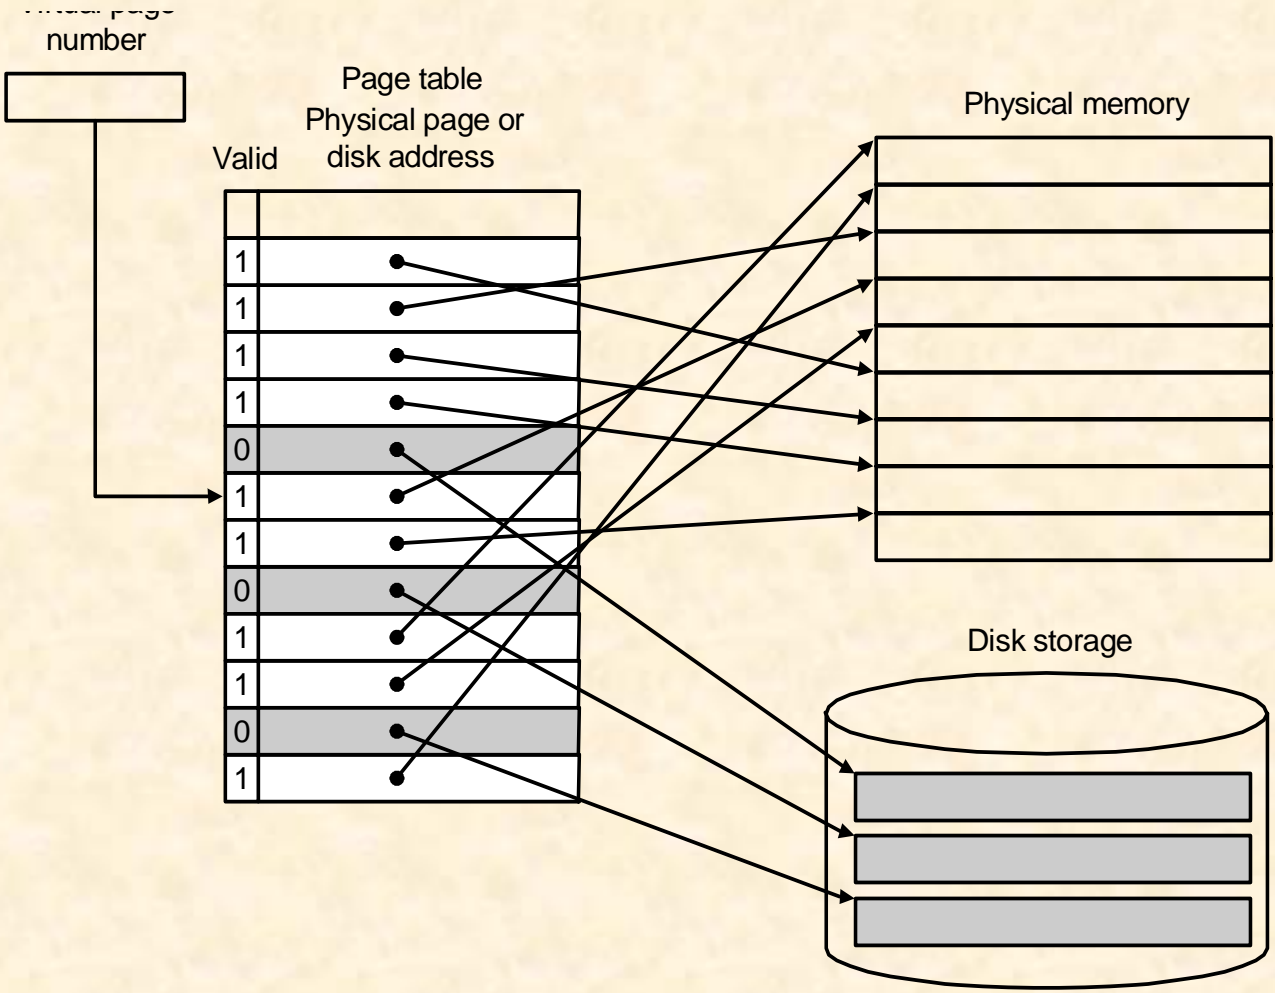 number
Page table
Physical page or
disk address
Valid
Physical memory
1
1
1
1
0
1
1
0
1
1
0
1
Disk storage